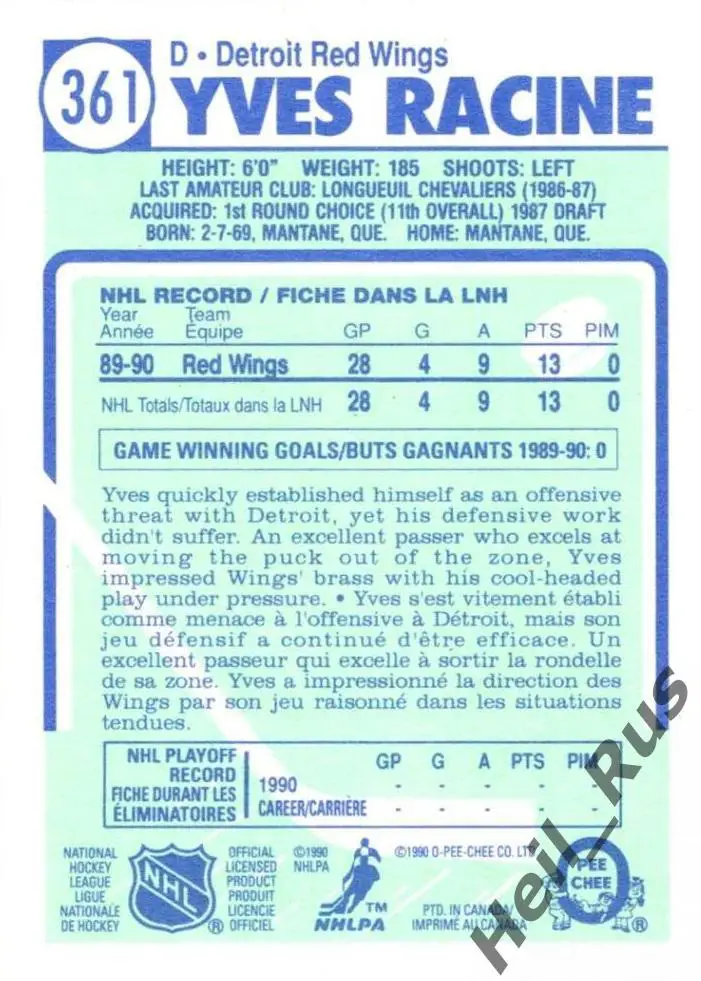 361
D • Detroit Red Wings
YVES RACINE
HEIGHT: 6'0" WEIGHT: 185 SHOOTS: LEFT
LAST AMATEUR CLUB: LONGUEUIL CHEVALIERS (1986-87)
ACQUIRED: 1st ROUND CHOICE (11th OVERALL) 1987 DRAFT
BORN: 2-7-69, MANTANE, QUE. HOME: MANTANE, QUE.
NHL RECORD / FICHE DANS LA LNH
Year Team
Année Équipe GP G A PTS PIM
89-90 Red Wings 28 4 9 13 0
NHL Totals/Totaux dans la LNH 28 4 9 13 0
GAME WINNING GOALS/BUTS GAGNANTS 1989-90: 0
Yves quickly established himself as an offensive
threat with Detroit, yet his defensive work
didn't suffer. An excellent passer who excels at
moving the puck out of the zone, Yves
impressed Wings' brass with his cool-headed
play under pressure. • Yves s'est vitement établi
comme menace à l'offensive à Détroit, mais son
jeu défensif a continué d'être efficace. Un
excellent passeur qui excelle à sortir la rondelle
de sa zone. Yves a impressionné la direction des
Wings par son jeu raisonné dans les situations
tendues.
NHL PLAYOFF
RECORD
FICHE DURANT LES
ÉLIMINATOIRES
GP G A PTS PIM
1990 - - - - -
CAREER/CARRIÈRE - - - - -
NATIONAL
HOCKEY
LEAGUE
LIGUE
NATIONALE
DE HOCKEY
NHL
®
OFFICIAL
LICENSED
PRODUCT
PRODUIT
LICENCIE
OFFICIEL
©1990
NHLPA
TM
NHLPA
©1990 O-PEE-CHEE CO. LTD
PTD. IN CANADA/
IMPRIMÉ AU CANADA
O
PEE
CHEE
®
Heil_Rus